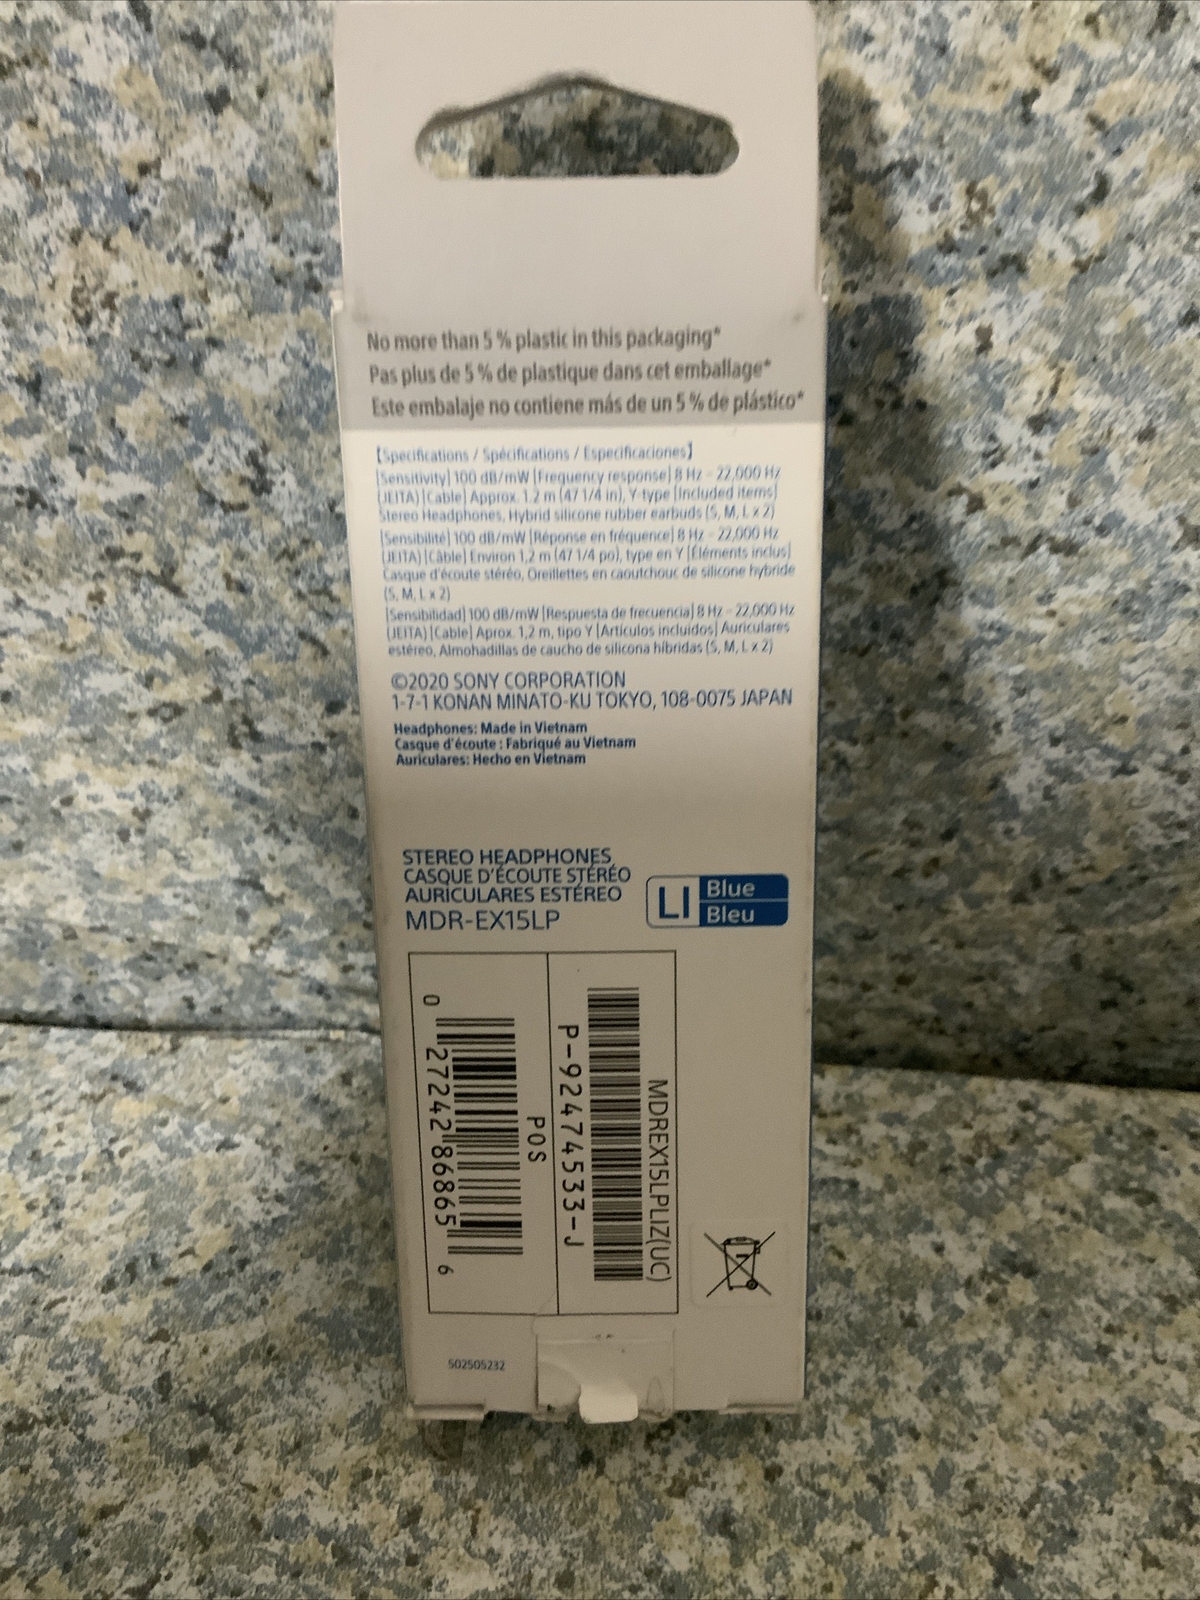 No more than 5 % plastic in this packaging*
Pas plus de 5 % de plastique dans cet emballage*
Este embalaje no contiene más de un 5 % de plástico*
【Specifications / Spécifications / Especificaciones】
[Sensitivity] 100 dB/mW [Frequency response] 8 Hz – 22,000 Hz
(JEITA) [Cable] Approx. 1.2 m (47 1/4 in), Y-type [Included items]
Stereo Headphones, Hybrid silicone rubber earbuds (S, M, L x 2)
[Sensibilité] 100 dB/mW [Réponse en fréquence] 8 Hz – 22,000 Hz
(JEITA) [Câble] Environ 1,2 m (47 1/4 po), type en Y [Éléments inclus]
Casque d'écoute stéréo, Oreillettes en caoutchouc de silicone hybride
(S, M, L x 2)
[Sensibilidad] 100 dB/mW [Respuesta de frecuencia] 8 Hz – 22,000 Hz
(JEITA) [Cable] Aprox. 1,2 m, tipo Y [Artículos incluidos] Auriculares
estéreo, Almohadillas de caucho de silicona híbridas (S, M, L x 2)
©2020 SONY CORPORATION
1-7-1 KONAN MINATO-KU TOKYO, 108-0075 JAPAN
Headphones: Made in Vietnam
Casque d'écoute : Fabriqué au Vietnam
Auriculares: Hecho en Vietnam
STEREO HEADPHONES
CASQUE D'ÉCOUTE STÉRÉO
AURICULARES ESTÉREO
MDR-EX15LP
LI
Blue
Bleu
MDREX15LPLIZ(UC)
P-92474533-J
POS
0 27242 86865 6
502505232